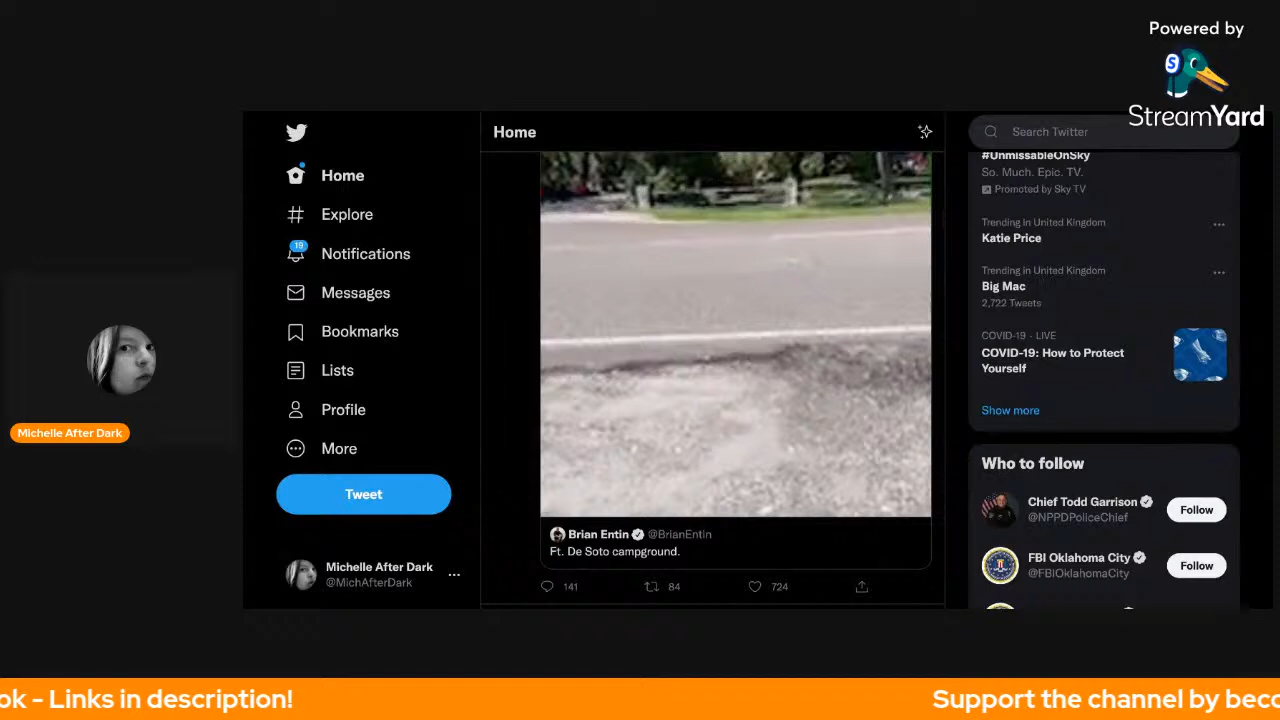 Powered by
S
StreamYard
Home
Search Twitter
Home
Explore
19
Notifications
Messages
Bookmarks
Lists
Profile
More
Tweet
Michelle After Dark
@MichAfterDark
Michelle After Dark
Brian Entin @BrianEntin
Ft. De Soto campground.
141
84
724
#UnmissableOnSky
So. Much. Epic. TV.
Promoted by Sky TV
Trending in United Kingdom
Katie Price
Trending in United Kingdom
Big Mac
2,722 Tweets
COVID-19 · LIVE
COVID-19: How to Protect
Yourself
Show more
Who to follow
Chief Todd Garrison
@NPPDPoliceChief
Follow
FBI Oklahoma City
@FBIOklahomaCity
Follow
ok - Links in description!
Support the channel by beco